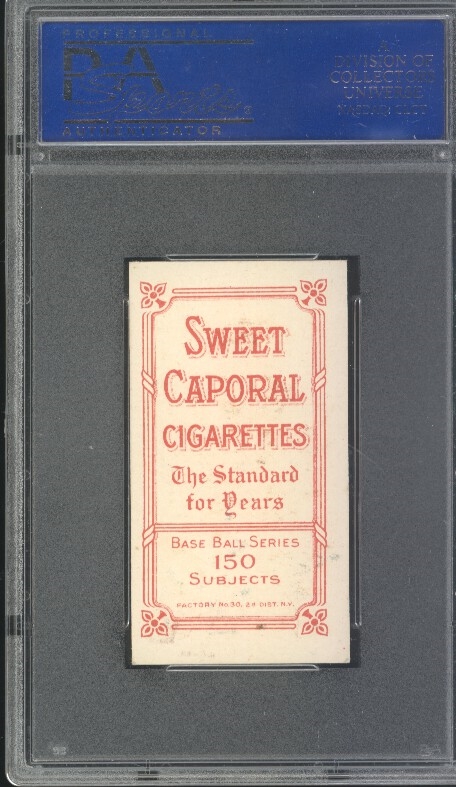 PROFESSIONAL
PSA
AUTHENTICATOR
A
DIVISION OF
COLLECTORS
UNIVERSE
SWEET
CAPORAL
CIGARETTES
The Standard
for Years
BASE BALL SERIES
150
SUBJECTS
FACTORY No. 30, 2D DIST. N.Y.